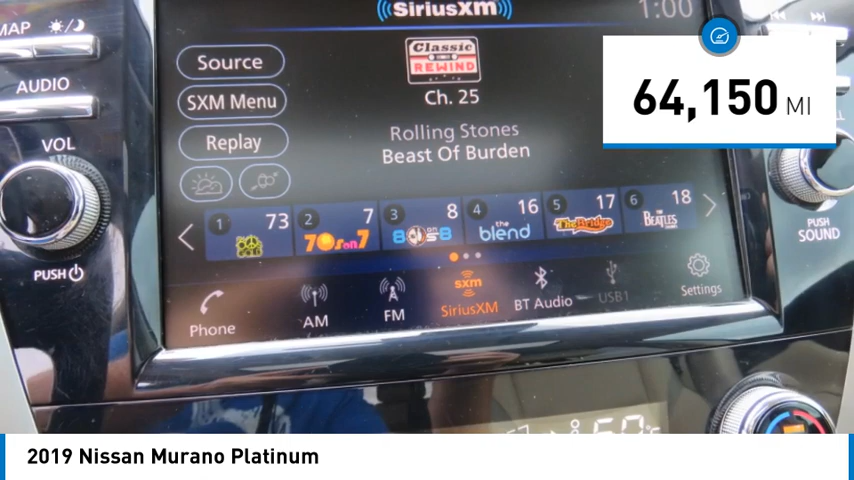 SiriusXM
1:00
MAP
Source
Classic
REWIND
64,150 MI
AUDIO
SXM Menu
Ch. 25
VOL
Replay
Rolling Stones
Beast Of Burden
1 73
2 7
3 8
4 16
5 17
6 18
70s on 7
80s on 8
the blend
The Bridge
THE BEATLES
PUSH
SOUND
PUSH
Phone
AM
FM
sxm
SiriusXM
BT Audio
USB1
Settings
60°F
2019 Nissan Murano Platinum